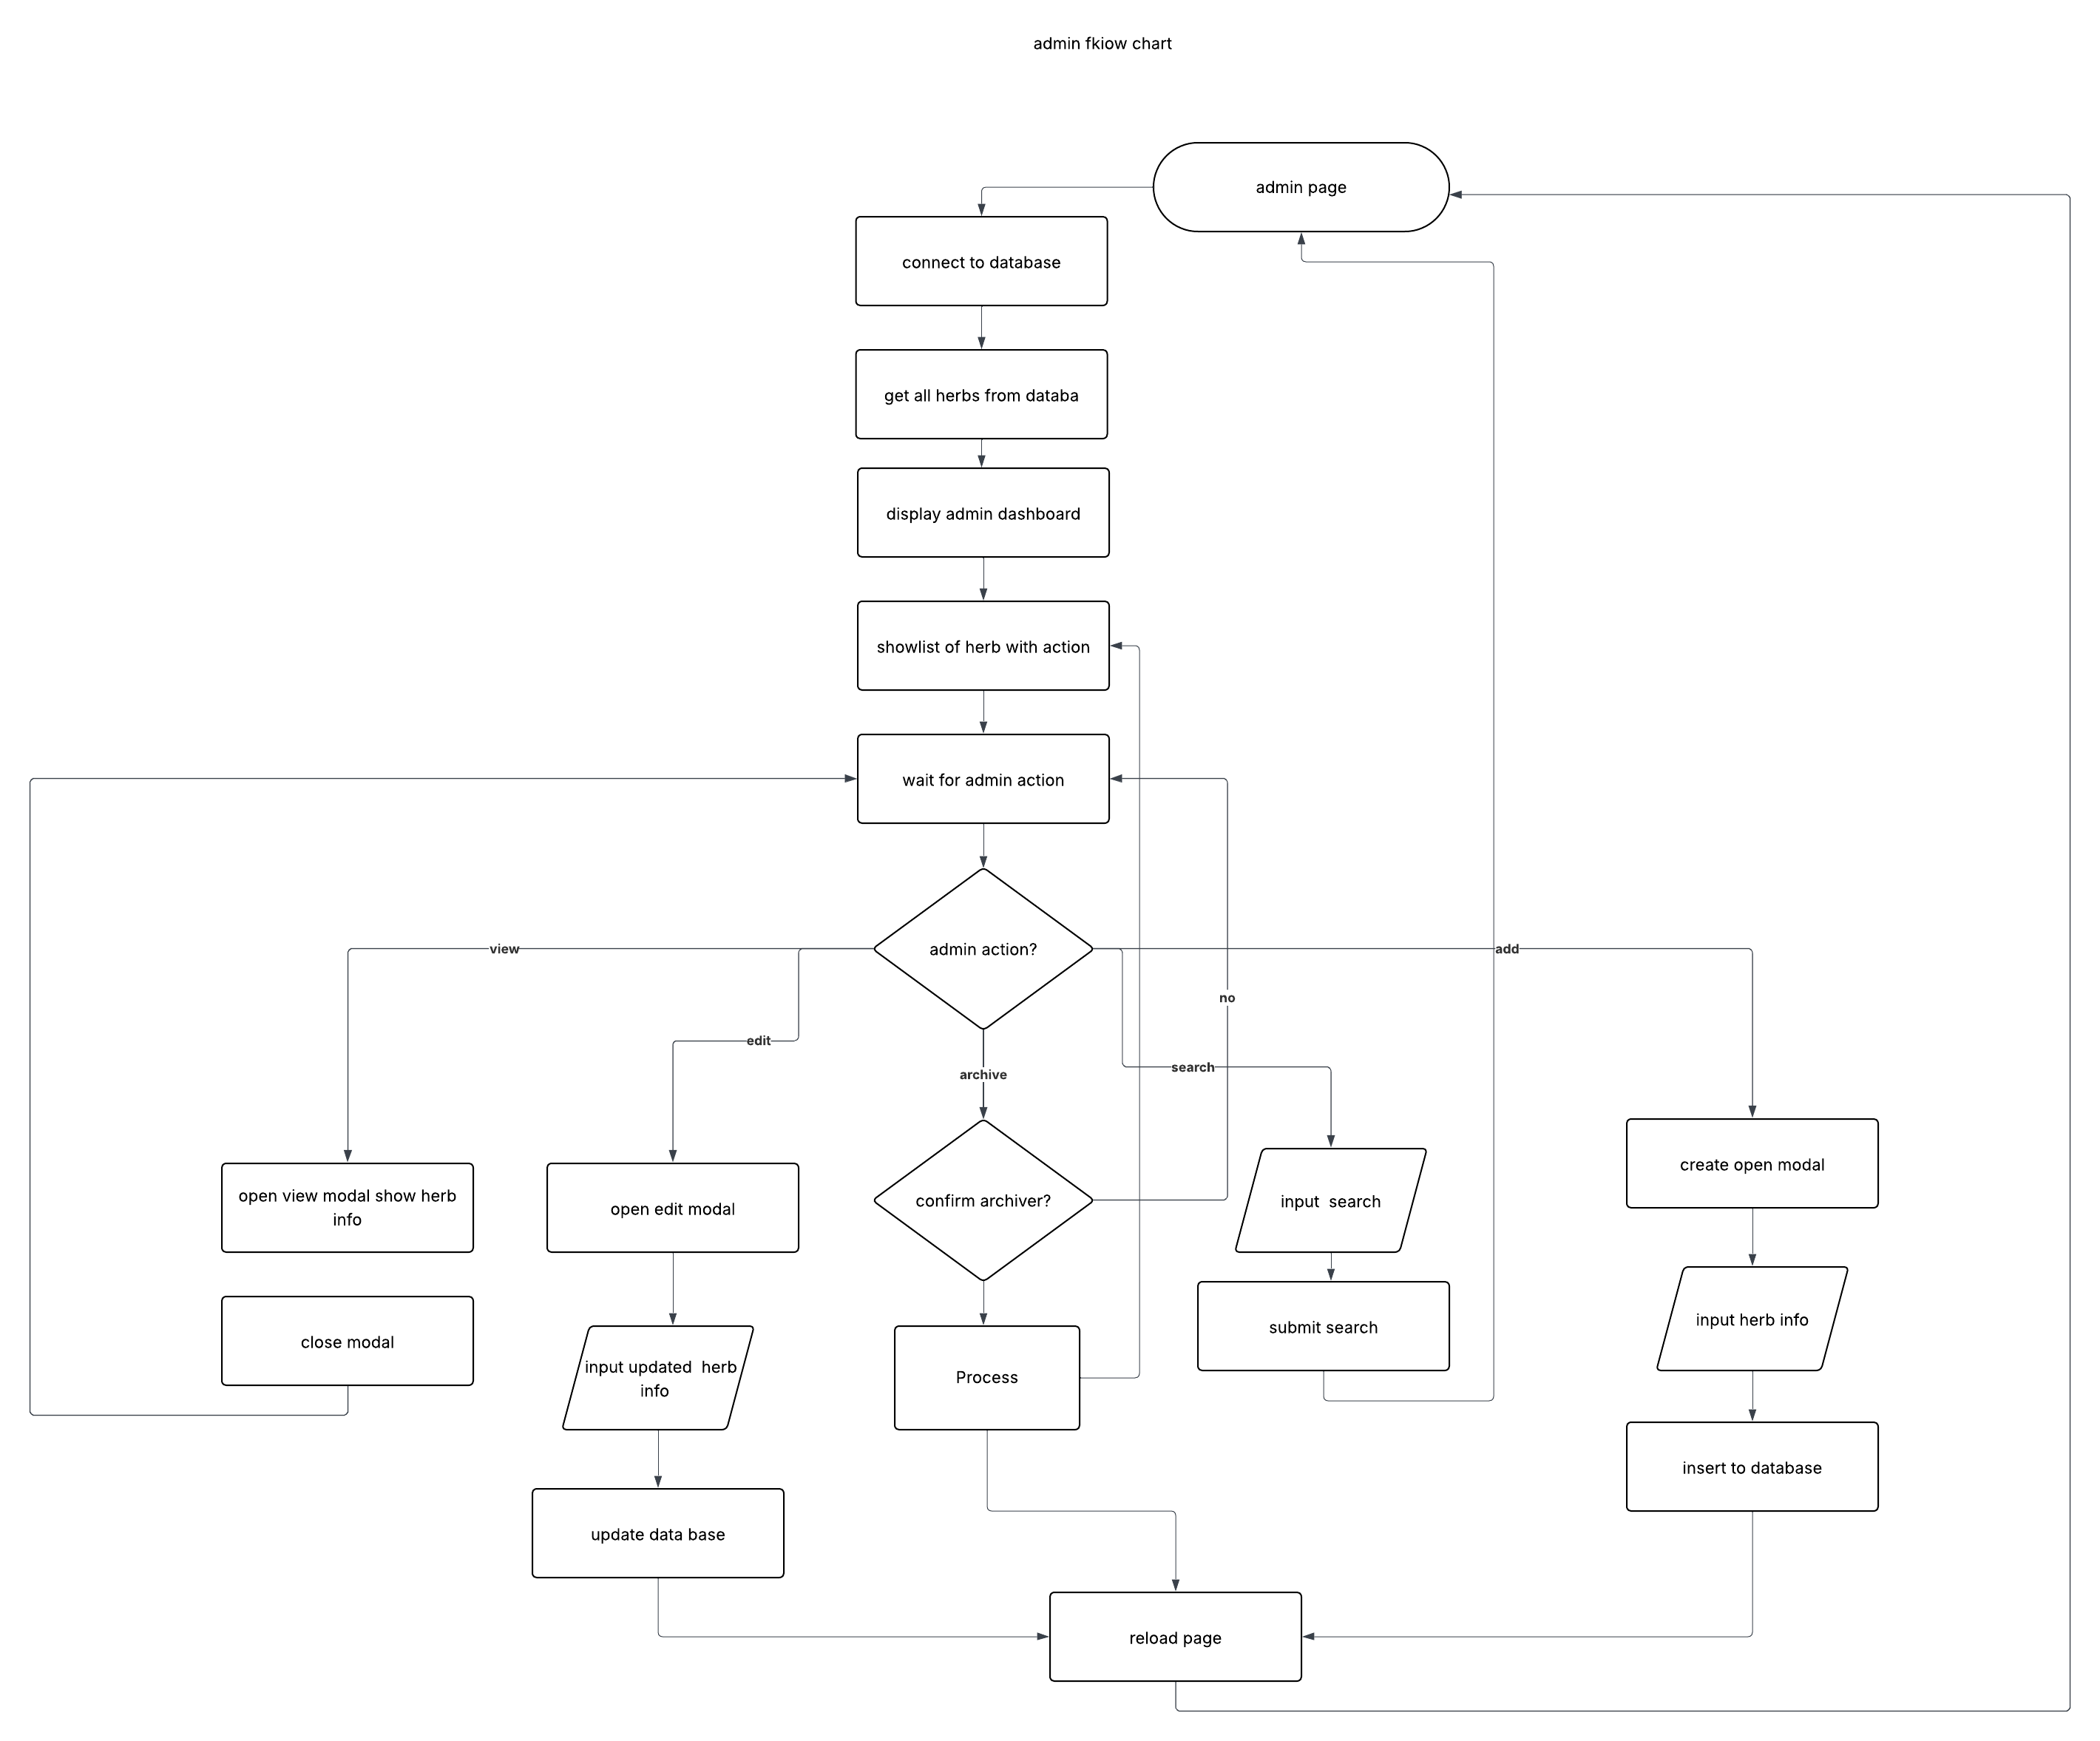 admin fkiow chart
admin page
connect to database
get all herbs from databa
display admin dashboard
showlist of herb with action
wait for admin action
admin action?
view
add
no
edit
search
archive
create open modal
open view modal show herb
info
open edit modal
confirm archiver?
input  search
input herb info
submit search
close modal
input updated  herb
info
Process
insert to database
update data base
reload page